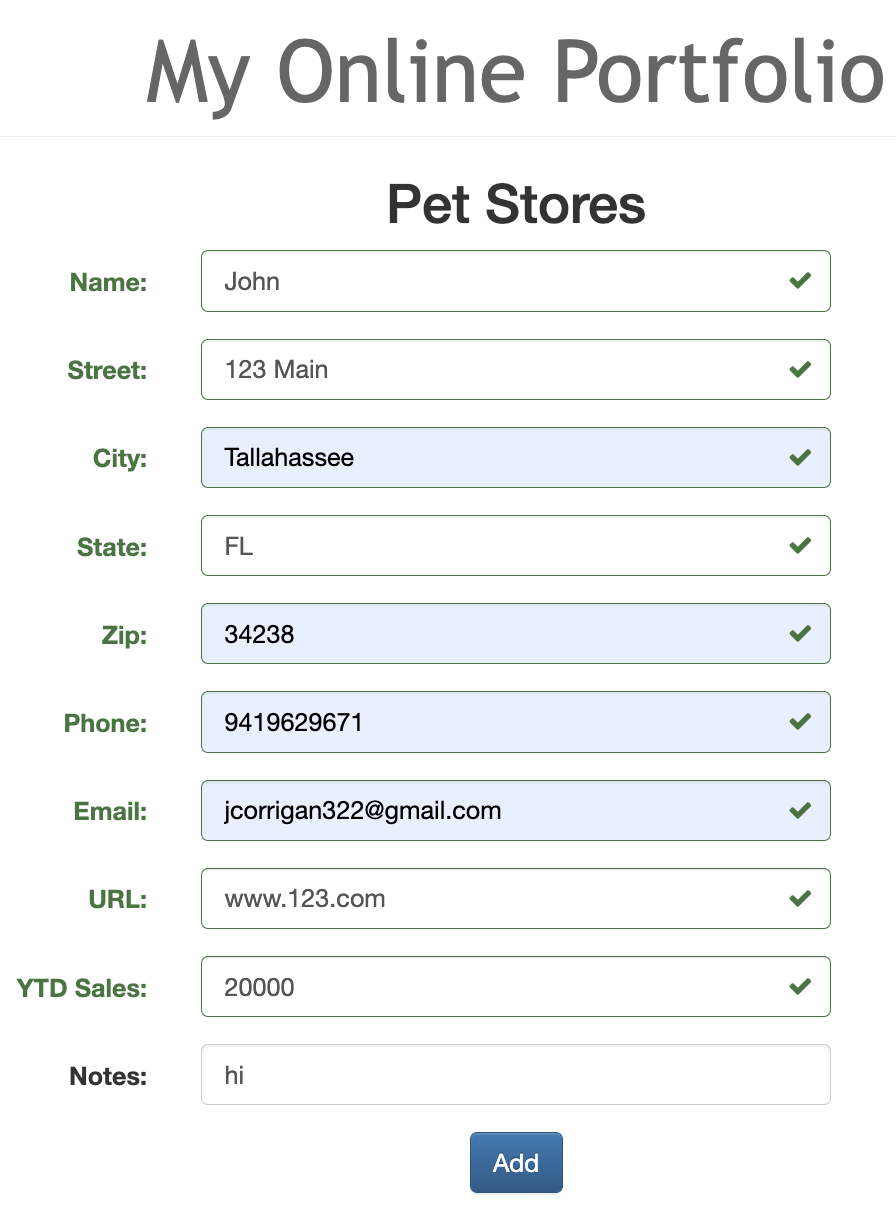 My Online Portfolio
Pet Stores
Name: John
Street: 123 Main
City: Tallahassee
State: FL
Zip: 34238
Phone: 9419629671
Email: jcorrigan322@gmail.com
URL: www.123.com
YTD Sales: 20000
Notes: hi
Add